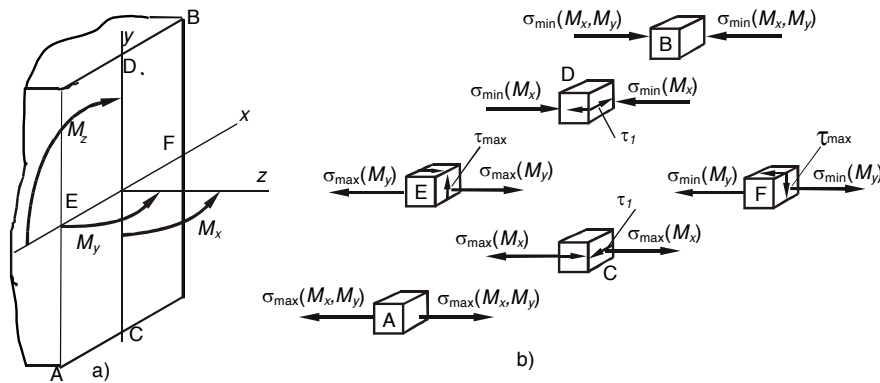 B
y
D
x
M_z
F
z
E
M_y
M_x
C
A
a)
σ_min(M_x,M_y)
σ_min(M_x,M_y)
B
D
σ_min(M_x)
σ_min(M_x)
τ_1
τ_max
σ_max(M_y)
σ_max(M_y)
E
τ_max
σ_min(M_y)
σ_min(M_y)
F
τ_1
σ_max(M_x)
σ_max(M_x)
C
σ_max(M_x,M_y)
σ_max(M_x,M_y)
A
b)